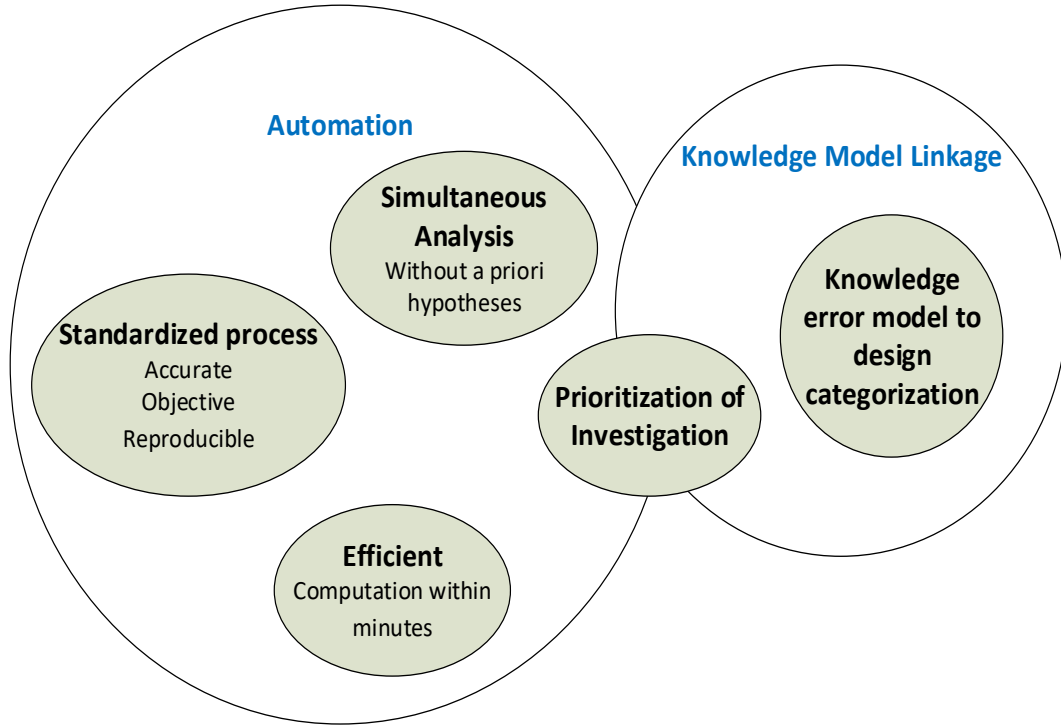 Automation
Simultaneous
Analysis
Without a priori
hypotheses
Standardized process
Accurate
Objective
Reproducible
Efficient
Computation within
minutes
Prioritization of
Investigation
Knowledge Model Linkage
Knowledge
error model to
design
categorization